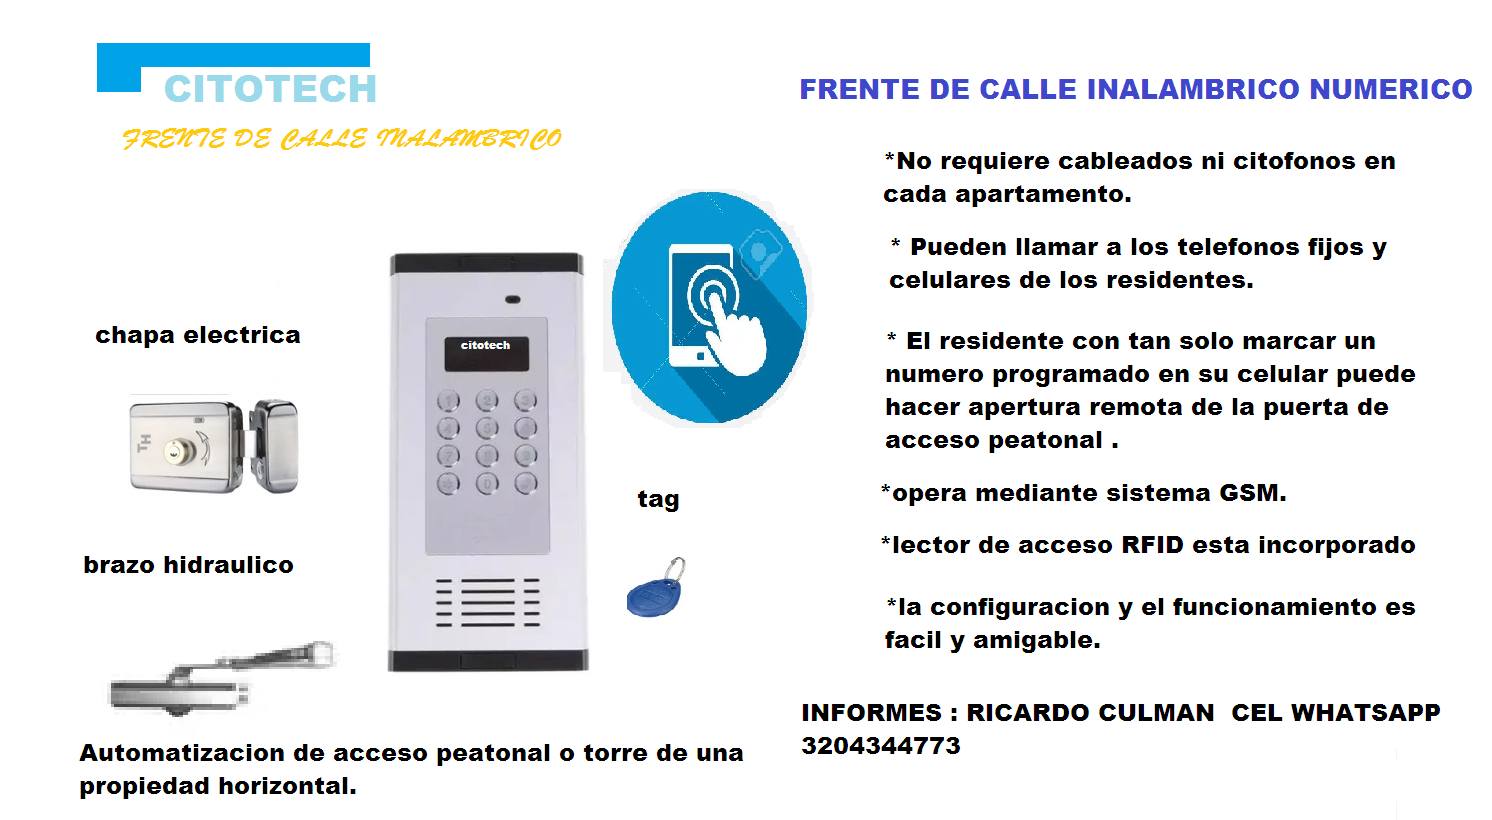 CITOTECH
FRENTE DE CALLE INALAMBRICO
FRENTE DE CALLE INALAMBRICO NUMERICO
*No requiere cableados ni citofonos en
cada apartamento.
* Pueden llamar a los telefonos fijos y
celulares de los residentes.
* El residente con tan solo marcar un
numero programado en su celular puede
hacer apertura remota de la puerta de
acceso peatonal .
*opera mediante sistema GSM.
*lector de acceso RFID esta incorporado
*la configuracion y el funcionamiento es
facil y amigable.
INFORMES : RICARDO CULMAN  CEL WHATSAPP
3204344773
chapa electrica
TH
brazo hidraulico
citotech
1 2 3
4 5 6
7 8 9
* 0 #
tag
Automatizacion de acceso peatonal o torre de una
propiedad horizontal.